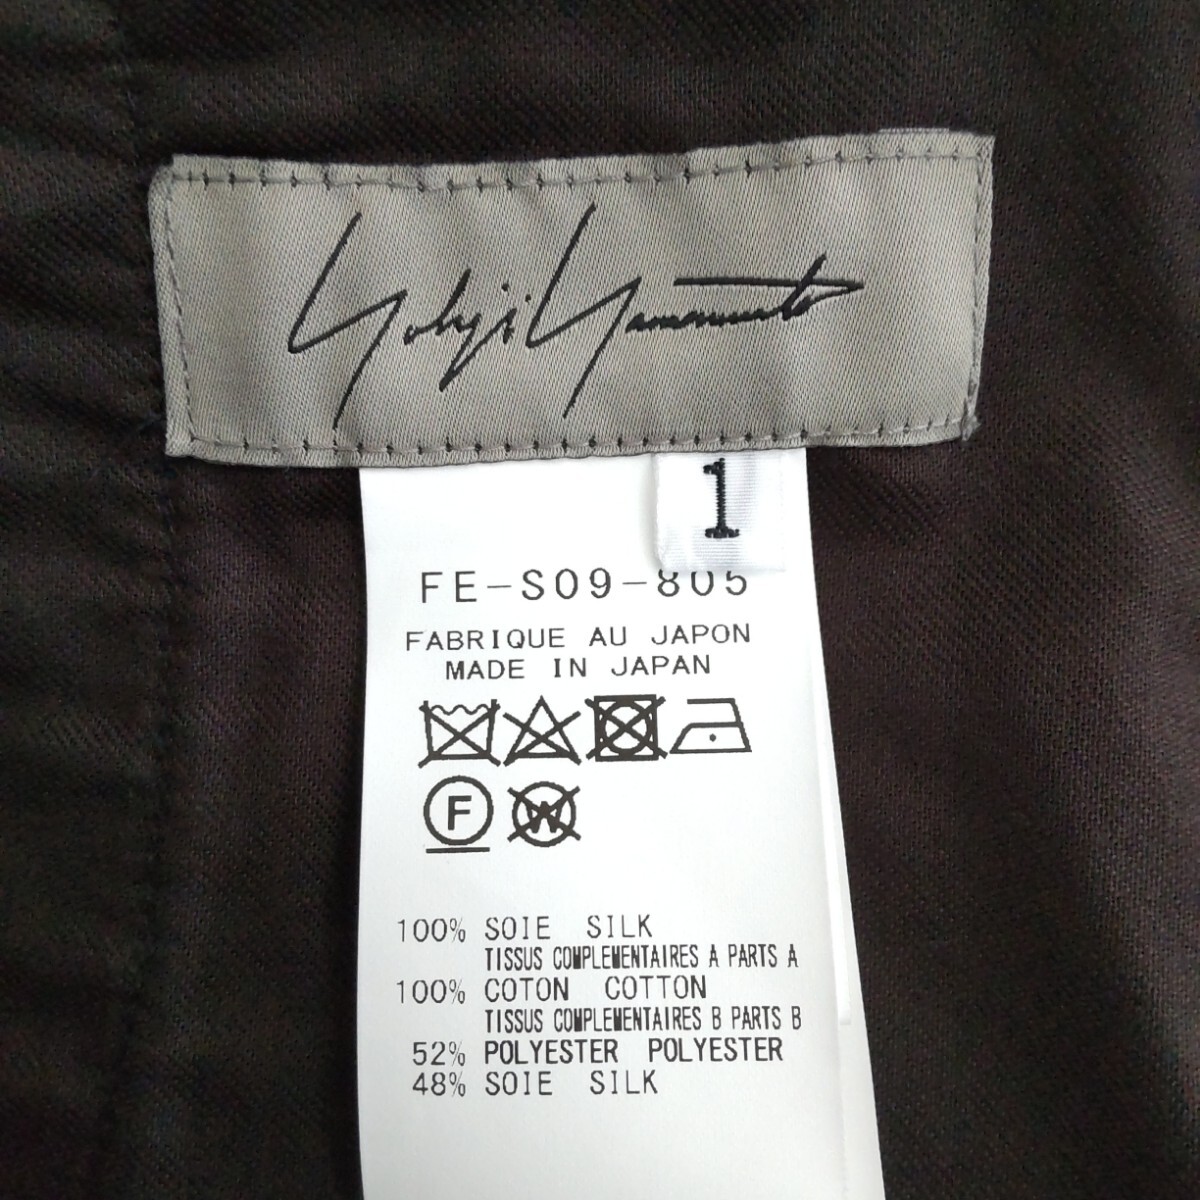 Yohji Yamamoto
1
FE-S09-805
FABRIQUE AU JAPON
MADE IN JAPAN
F W
100% SOIE SILK
TISSUS COMPLEMENTAIRES A PARTS A
100% COTON COTTON
TISSUS COMPLEMENTAIRES B PARTS B
52% POLYESTER POLYESTER
48% SOIE SILK